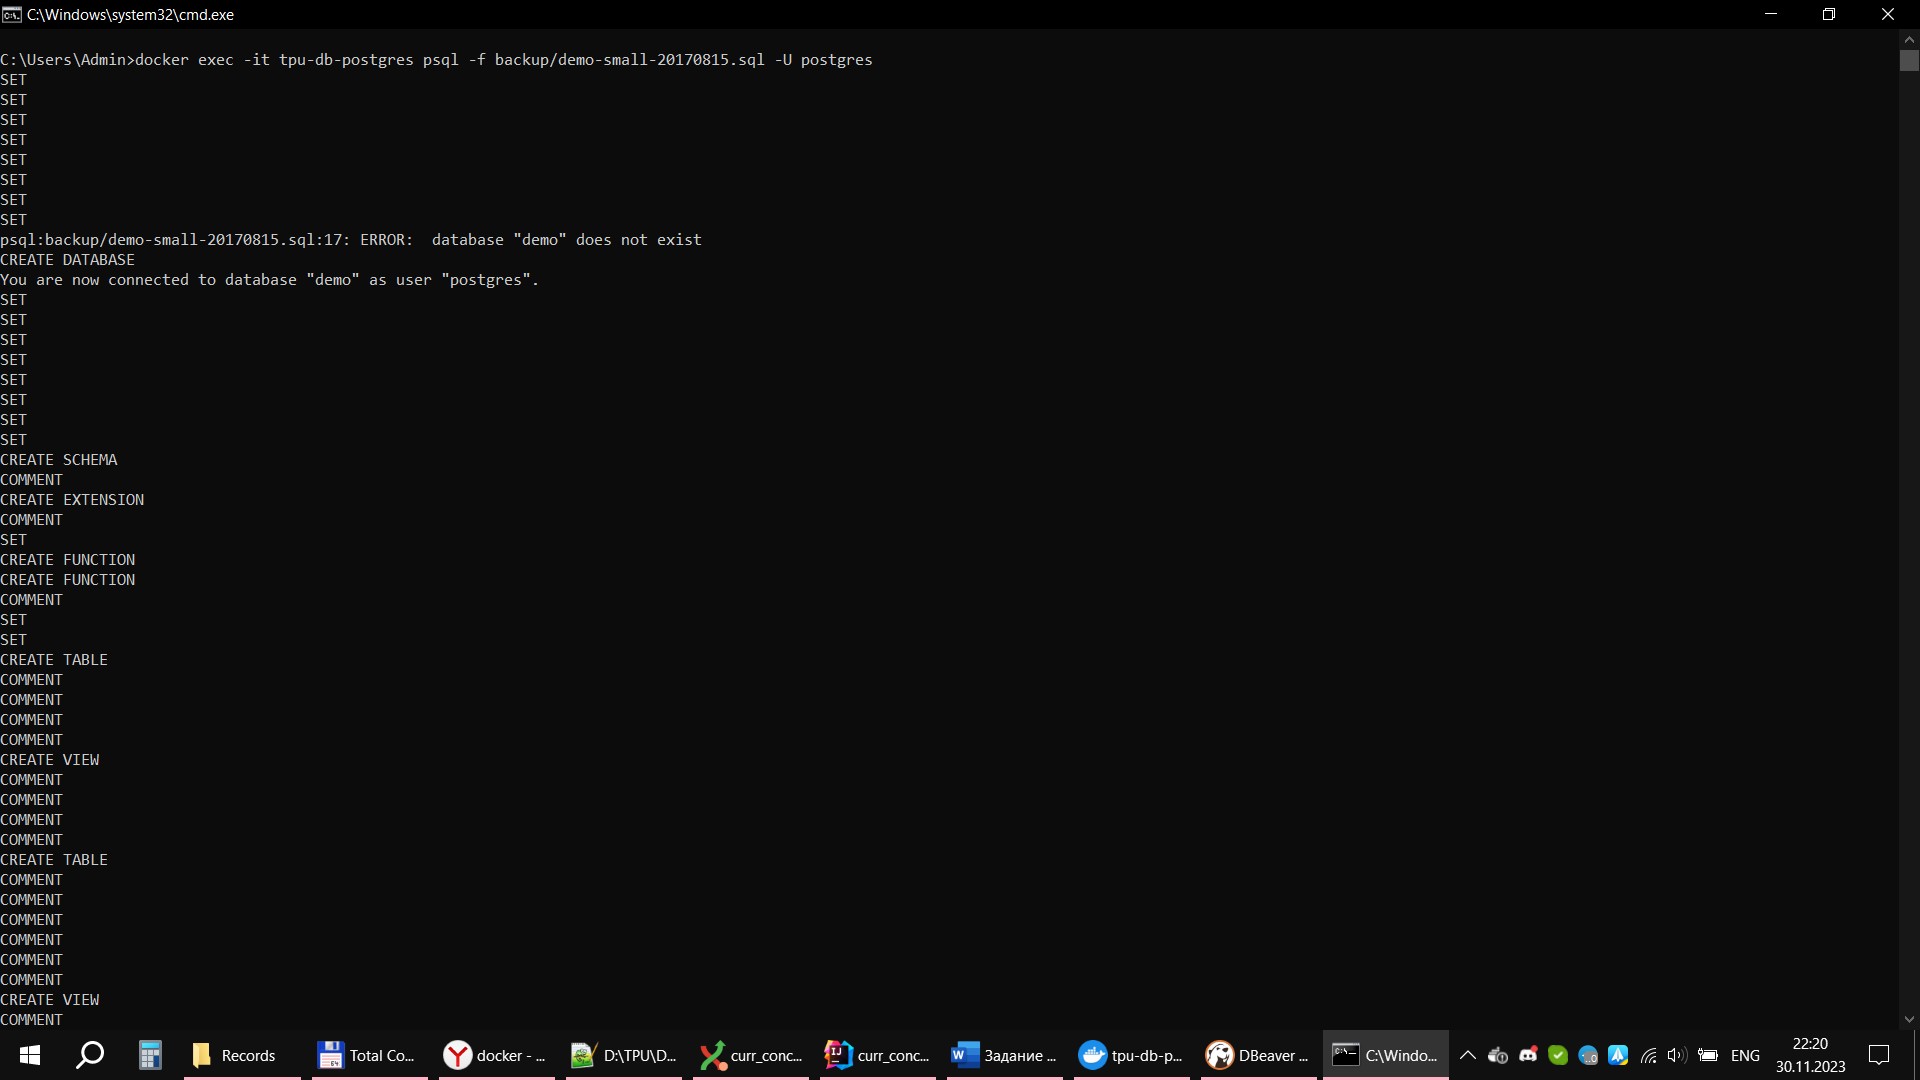 C:\Windows\system32\cmd.exe
C:\Users\Admin>docker exec -it tpu-db-postgres psql -f backup/demo-small-20170815.sql -U postgres
SET
SET
SET
SET
SET
SET
SET
SET
psql:backup/demo-small-20170815.sql:17: ERROR:  database "demo" does not exist
CREATE DATABASE
You are now connected to database "demo" as user "postgres".
SET
SET
SET
SET
SET
SET
SET
SET
CREATE SCHEMA
COMMENT
CREATE EXTENSION
COMMENT
SET
CREATE FUNCTION
CREATE FUNCTION
COMMENT
SET
SET
CREATE TABLE
COMMENT
COMMENT
COMMENT
COMMENT
CREATE VIEW
COMMENT
COMMENT
COMMENT
COMMENT
CREATE TABLE
COMMENT
COMMENT
COMMENT
COMMENT
COMMENT
COMMENT
CREATE VIEW
COMMENT
Records Total Co... docker - ... D:\TPU\D... curr_conc... curr_conc... Задание ... tpu-db-p... DBeaver ... C:\Windo... ENG 22:20
30.11.2023